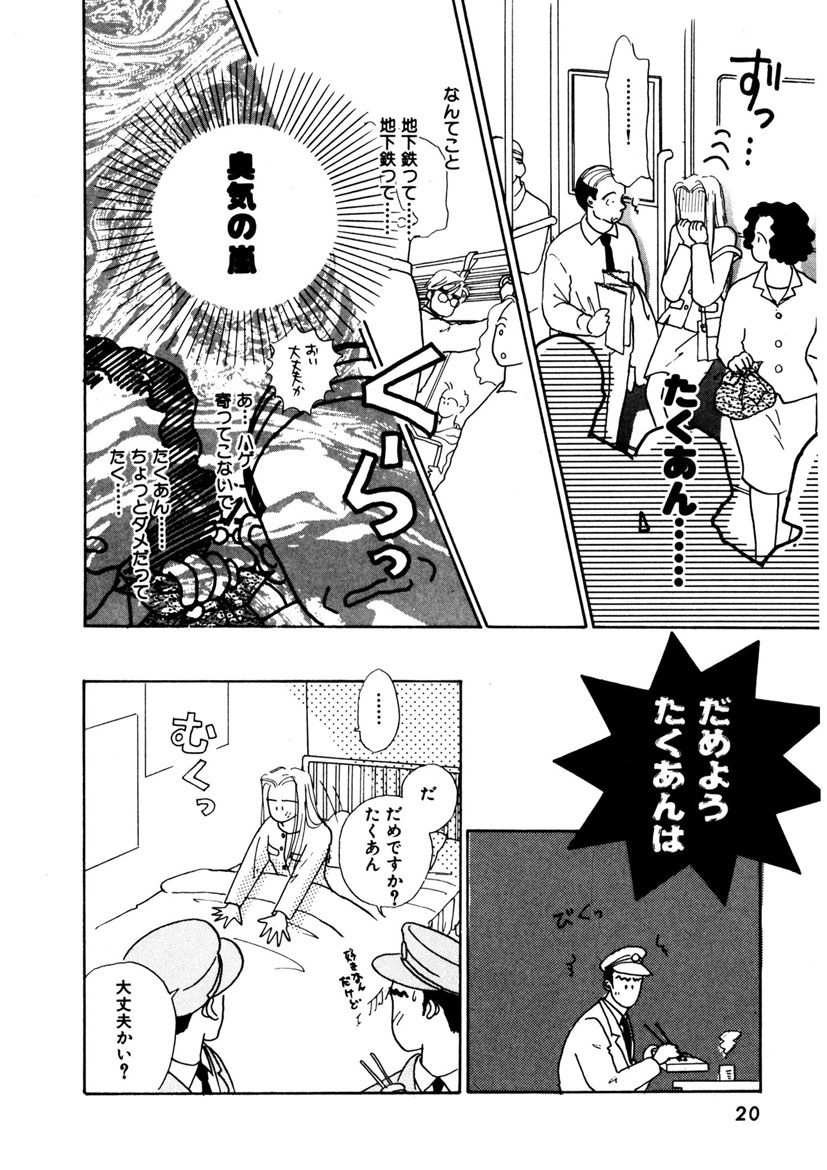 ずっ…
………！
たくあん……
なんてこと
地下鉄って…
地下鉄って……
臭気の嵐
くーらっ
おい
大丈夫か
あ…ハゲ
寄ってこないで
たくあん……
ちょっとダメだって
たく……
だめよう
たくあんは
びくっ
……
むくっ
だ
だめですか？
たくあん
好きなん
だけど
大丈夫かい？
20